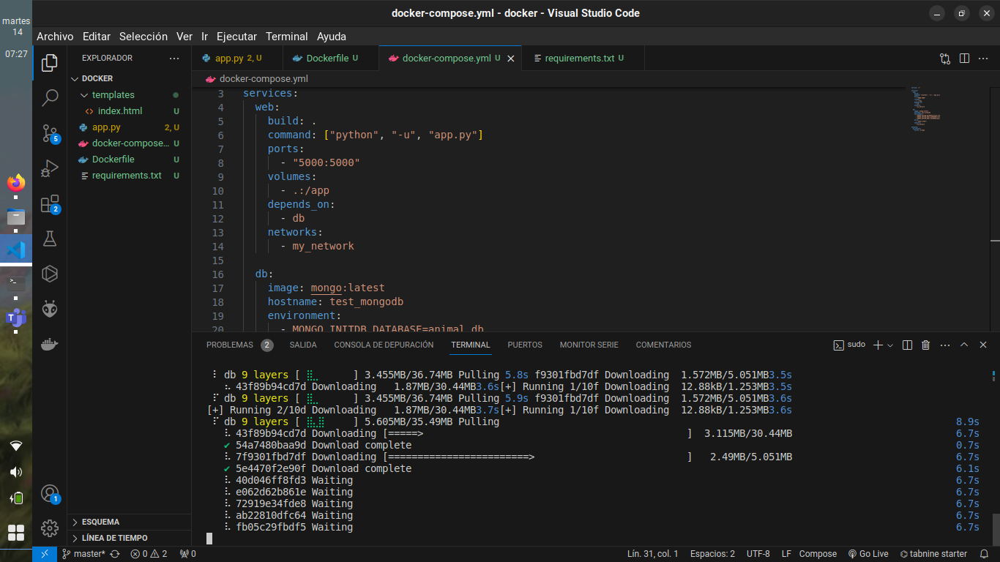 docker-compose.yml - docker - Visual Studio Code
martes
14
07:27
Archivo Editar Selección Ver Ir Ejecutar Terminal Ayuda
EXPLORADOR
DOCKER
templates
index.html U
app.py 2, U
docker-compose... U
Dockerfile U
requirements.txt U
ESQUEMA
LÍNEA DE TIEMPO
5
2
1
app.py 2, U Dockerfile U docker-compose.yml U requirements.txt U
docker-compose.yml
3 services:
4 web:
5 build: .
6 command: ["python", "-u", "app.py"]
7 ports:
8 - "5000:5000"
9 volumes:
10 - .:/app
11 depends_on:
12 - db
13 networks:
14 - my_network
15
16 db:
17 image: mongo:latest
18 hostname: test_mongodb
19 environment:
20 - MONGO_INITDB_DATABASE=animal_db
PROBLEMAS 2 SALIDA CONSOLA DE DEPURACIÓN TERMINAL PUERTOS MONITOR SERIE COMENTARIOS sudo
⠸ db 9 layers [ ⣿⣀ ] 3.455MB/36.74MB Pulling 5.8s f9301fbd7df Downloading 1.572MB/5.051MB3.5s
⠦ 43f89b94cd7d Downloading 1.87MB/30.44MB3.6s[+] Running 1/10f Downloading 12.88kB/1.253MB3.6s
⠏ db 9 layers [ ⣿⣀ ] 3.455MB/36.74MB Pulling 5.9s f9301fbd7df Downloading 1.572MB/5.051MB3.6s
[+] Running 2/10d Downloading 1.87MB/30.44MB3.7s[+] Running 1/10f Downloading 12.88kB/1.253MB3.6s
⠏ db 9 layers [ ⣿⣀⣿ ] 5.605MB/35.49MB Pulling 8.9s
⠧ 43f89b94cd7d Downloading [=====> ] 3.115MB/30.44MB 6.7s
✔ 54a7480baa9d Download complete 0.7s
⠧ 7f9301fbd7df Downloading [========================> ] 2.49MB/5.051MB 6.7s
✔ 5e4470f2e90f Download complete 6.1s
⠧ 40d046ff8fd3 Waiting 6.7s
⠧ e062d62b861e Waiting 6.7s
⠧ 72919e34fde8 Waiting 6.7s
⠧ ab22810dfc64 Waiting 6.7s
⠧ fb05c29fbdf5 Waiting 6.7s
master* 0 2 0 Lín. 31, col. 1 Espacios: 2 UTF-8 LF Compose Go Live tabnine starter